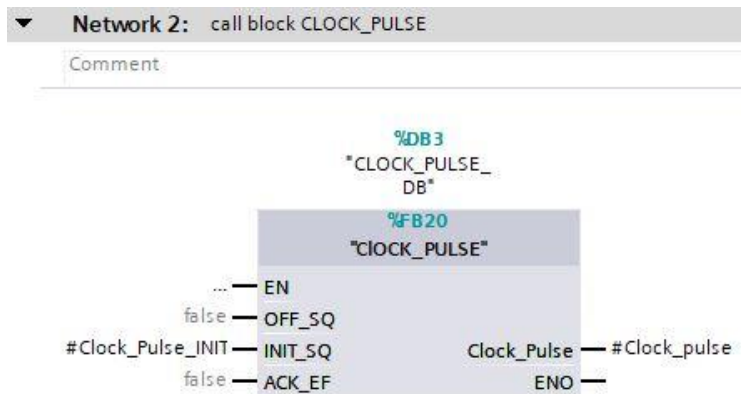 Network 2: call block CLOCK_PULSE
Comment
%DB3
"CLOCK_PULSE_
DB"
%FB20
"ClOCK_PULSE"
... EN
false OFF_SQ
#Clock_Pulse_INIT INIT_SQ Clock_Pulse #Clock_pulse
false ACK_EF ENO